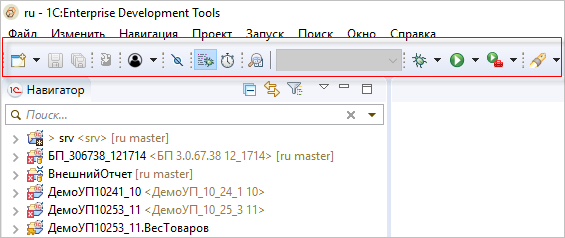 ru - 1C:Enterprise Development Tools
Файл Изменить Навигация Проект Запуск Поиск Окно Справка
Навигатор
Поиск...
> srv <srv> [ru master]
БП_306738_121714 <БП 3.0.67.38 12_1714> [ru master]
ВнешнийОтчет [ru master]
ДемоУП10241_10 <ДемоУП_10_24_1 10>
ДемоУП10253_11 <ДемоУП_10_25_3 11>
ДемоУП10253_11.ВесТоваров